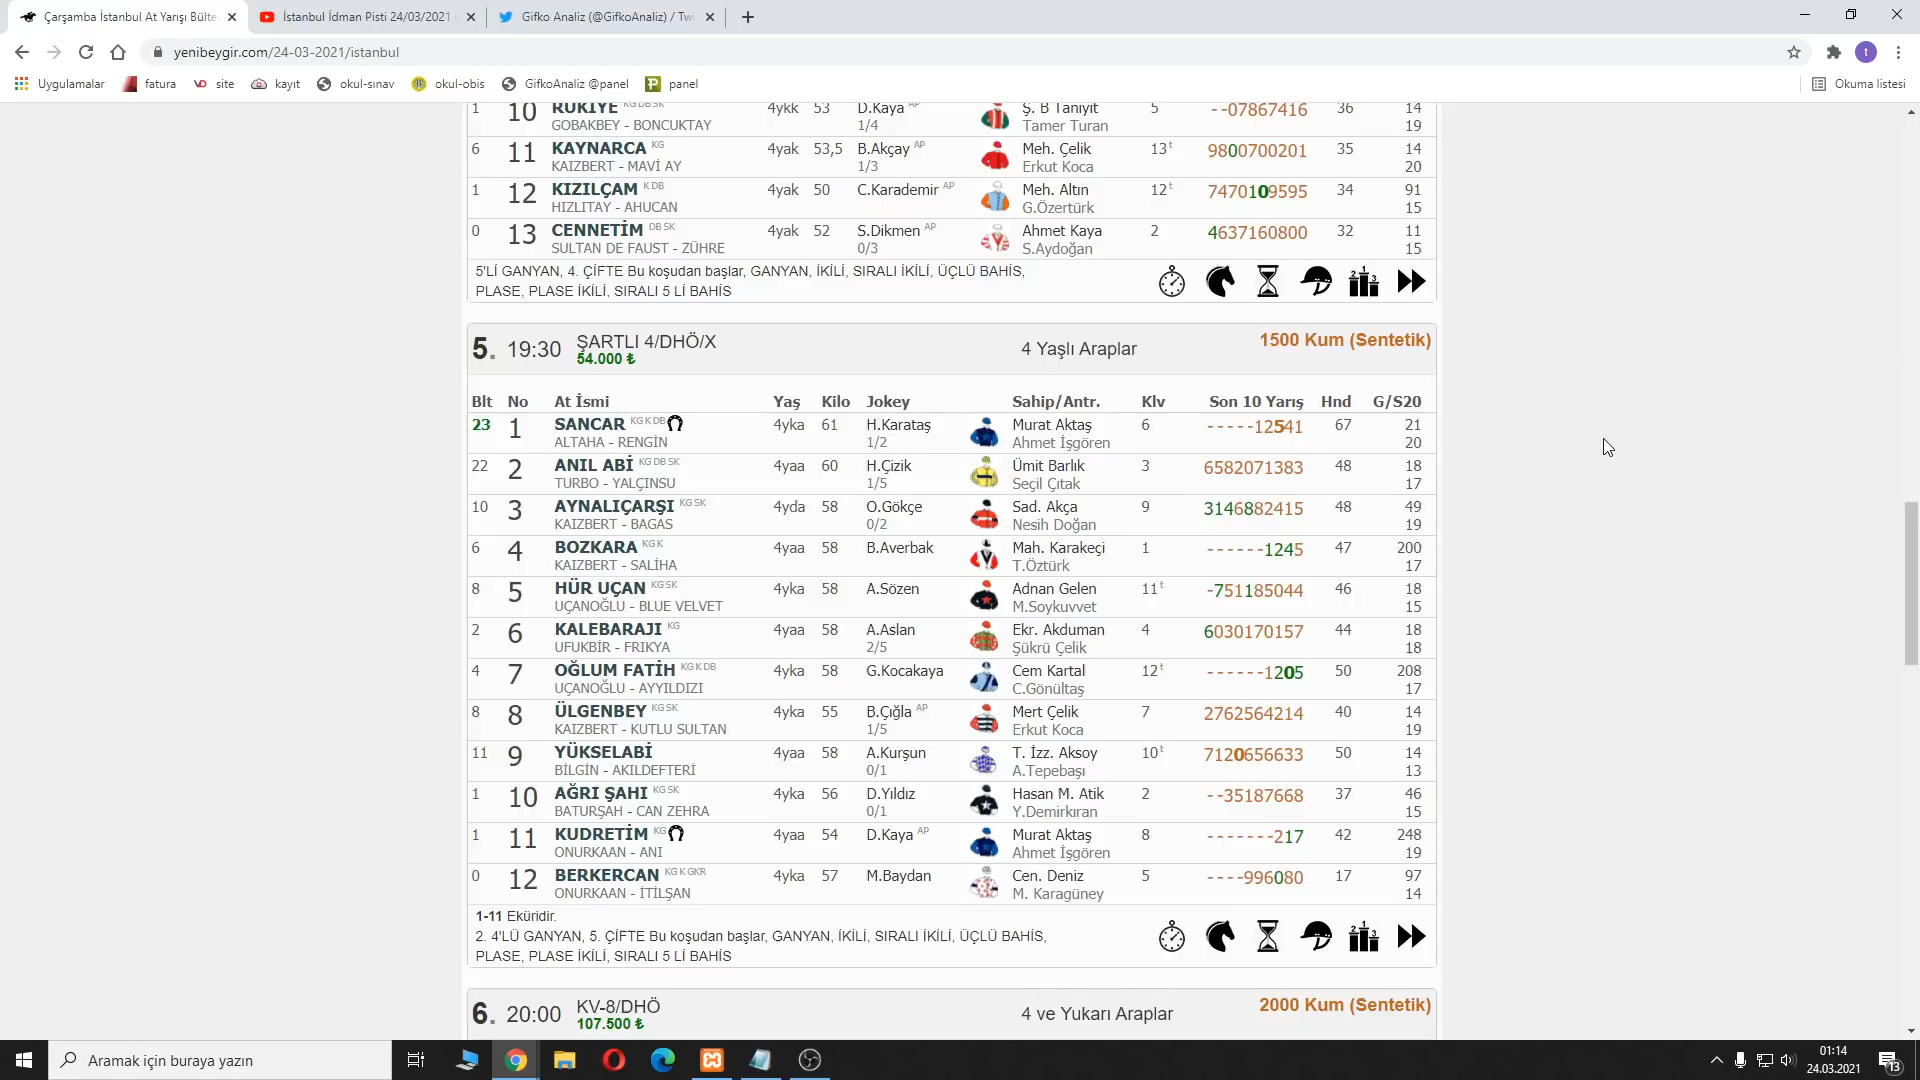 Çarşamba İstanbul At Yarışı Bülte
İstanbul İdman Pisti 24/03/2021
Gifko Analiz (@GifkoAnaliz) / Tw
yenibeygir.com/24-03-2021/istanbul
t
Uygulamalar fatura site kayıt okul-sınav okul-obis GifkoAnaliz @panel panel Okuma listesi
1 10 RUKİYE KG DB SK 4ykk 53 D.Kaya AP Ş. B Tanıyıt 5 - -07867416 36 14
GOBAKBEY - BONCUKTAY 1/4 Tamer Turan 19
6 11 KAYNARCA KG 4yak 53,5 B.Akçay AP Meh. Çelik 13 t 9800700201 35 14
KAIZBERT - MAVİ AY 1/3 Erkut Koca 20
1 12 KIZILÇAM K DB 4yak 50 C.Karademir AP Meh. Altın 12 t 7470109595 34 91
HIZLITAY - AHUCAN G.Özertürk 15
0 13 CENNETİM DB SK 4yak 52 S.Dikmen AP Ahmet Kaya 2 4637160800 32 11
SULTAN DE FAUST - ZÜHRE 0/3 S.Aydoğan 15
5'Lİ GANYAN, 4. ÇİFTE Bu koşudan başlar, GANYAN, İKİLİ, SIRALI İKİLİ, ÜÇLÜ BAHİS,
PLASE, PLASE İKİLİ, SIRALI 5 Lİ BAHİS
5. 19:30 ŞARTLI 4/DHÖ/X 4 Yaşlı Araplar 1500 Kum (Sentetik)
54.000 ₺
Blt No At İsmi Yaş Kilo Jokey Sahip/Antr. Klv Son 10 Yarış Hnd G/S20
23 1 SANCAR KG K DB 4yka 61 H.Karataş Murat Aktaş 6 - - - - -12541 67 21
ALTAHA - RENGİN 1/2 Ahmet İşgören 20
22 2 ANIL ABİ KG DB SK 4yaa 60 H.Çizik Ümit Barlık 3 6582071383 48 18
TURBO - YALÇINSU 1/5 Seçil Çıtak 17
10 3 AYNALIÇARŞI KG SK 4yda 58 O.Gökçe Sad. Akça 9 3146882415 48 49
KAIZBERT - BAGAS 0/2 Nesih Doğan 19
6 4 BOZKARA KG K 4yaa 58 B.Averbak Mah. Karakeçi 1 - - - - - -1245 47 200
KAIZBERT - SALİHA T.Öztürk 17
8 5 HÜR UÇAN KG SK 4yka 58 A.Sözen Adnan Gelen 11 t -751185044 46 18
UÇANOĞLU - BLUE VELVET M.Soykuvvet 15
2 6 KALEBARAJI KG 4yaa 58 A.Aslan Ekr. Akduman 4 6030170157 44 18
UFUKBİR - FRIKYA 2/5 Şükrü Çelik 18
4 7 OĞLUM FATİH KG K DB 4yka 58 G.Kocakaya Cem Kartal 12 t - - - - - -1205 50 208
UÇANOĞLU - AYYILDIZI C.Gönültaş 17
8 8 ÜLGENBEY KG SK 4yka 55 B.Çığla AP Mert Çelik 7 2762564214 40 14
KAIZBERT - KUTLU SULTAN 1/5 Erkut Koca 19
11 9 YÜKSELABİ 4yaa 58 A.Kurşun T. İzz. Aksoy 10 t 7120656633 50 14
BİLGİN - AKILDEFTERİ 0/1 A.Tepebaşı 13
1 10 AĞRI ŞAHI KG SK 4yka 56 D.Yıldız Hasan M. Atik 2 - -35187668 37 46
BATURŞAH - CAN ZEHRA 0/1 Y.Demirkıran 15
1 11 KUDRETİM KG 4yaa 54 D.Kaya AP Murat Aktaş 8 - - - - - - -217 42 248
ONURKAAN - ANI Ahmet İşgören 19
0 12 BERKERCAN KG K GKR 4yka 57 M.Baydan Cen. Deniz 5 - - - -996080 17 97
ONURKAAN - İTİLŞAN M. Karagüney 14
1-11 Eküridir.
2. 4'LÜ GANYAN, 5. ÇİFTE Bu koşudan başlar, GANYAN, İKİLİ, SIRALI İKİLİ, ÜÇLÜ BAHİS,
PLASE, PLASE İKİLİ, SIRALI 5 Lİ BAHİS
6. 20:00 KV-8/DHÖ 4 ve Yukarı Araplar 2000 Kum (Sentetik)
107.500 ₺
Aramak için buraya yazın
01:14
24.03.2021
13